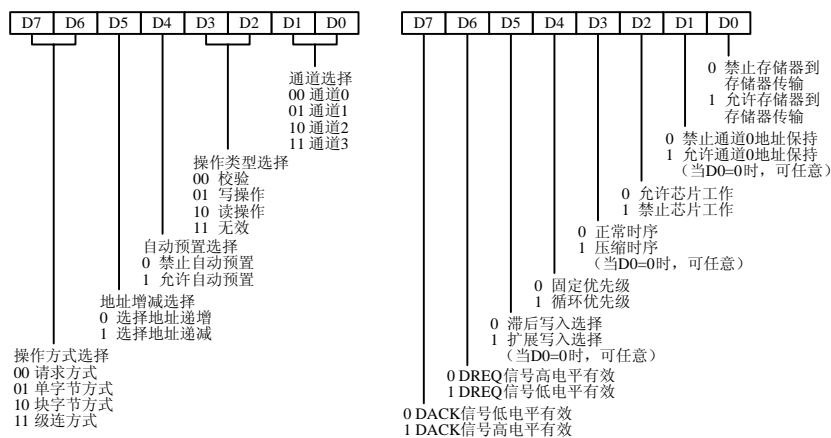 D7 D6 D5 D4 D3 D2 D1 D0
通道选择
00 通道0
01 通道1
10 通道2
11 通道3
操作类型选择
00 校验
01 写操作
10 读操作
11 无效
自动预置选择
0 禁止自动预置
1 允许自动预置
地址增减选择
0 选择地址递增
1 选择地址递减
操作方式选择
00 请求方式
01 单字节方式
10 块字节方式
11 级连方式
D7 D6 D5 D4 D3 D2 D1 D0
0 禁止存储器到
存储器传输
1 允许存储器到
存储器传输
0 禁止通道0地址保持
1 允许通道0地址保持
（当D0=0时，可任意）
0 允许芯片工作
1 禁止芯片工作
0 正常时序
1 压缩时序
（当D0=0时，可任意）
0 固定优先级
1 循环优先级
0 滞后写入选择
1 扩展写入选择
（当D0=0时，可任意）
0 DREQ信号高电平有效
1 DREQ信号低电平有效
0 DACK信号低电平有效
1 DACK信号高电平有效